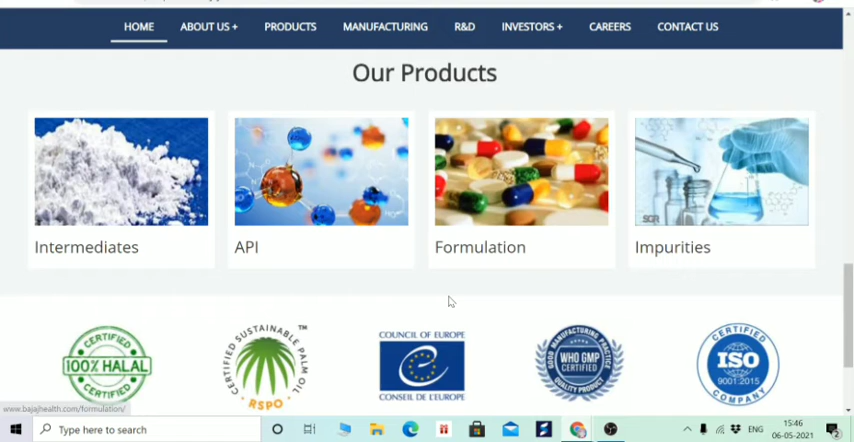 HOME ABOUT US + PRODUCTS MANUFACTURING R&D INVESTORS + CAREERS CONTACT US
Our Products
SGR
Intermediates API Formulation Impurities
CERTIFIED
100% HALAL
CERTIFIED
CERTIFIED SUSTAINABLE PALM OIL ™
RSPO
COUNCIL OF EUROPE
CONSEIL DE L'EUROPE
GOOD MANUFACTURING PRACTICE
WHO GMP
CERTIFIED
QUALITY PRODUCT
CERTIFIED
ISO
9001:2015
COMPANY
www.bajajhealth.com/formulation/
Type here to search
ENG
15:46
06-05-2021
2